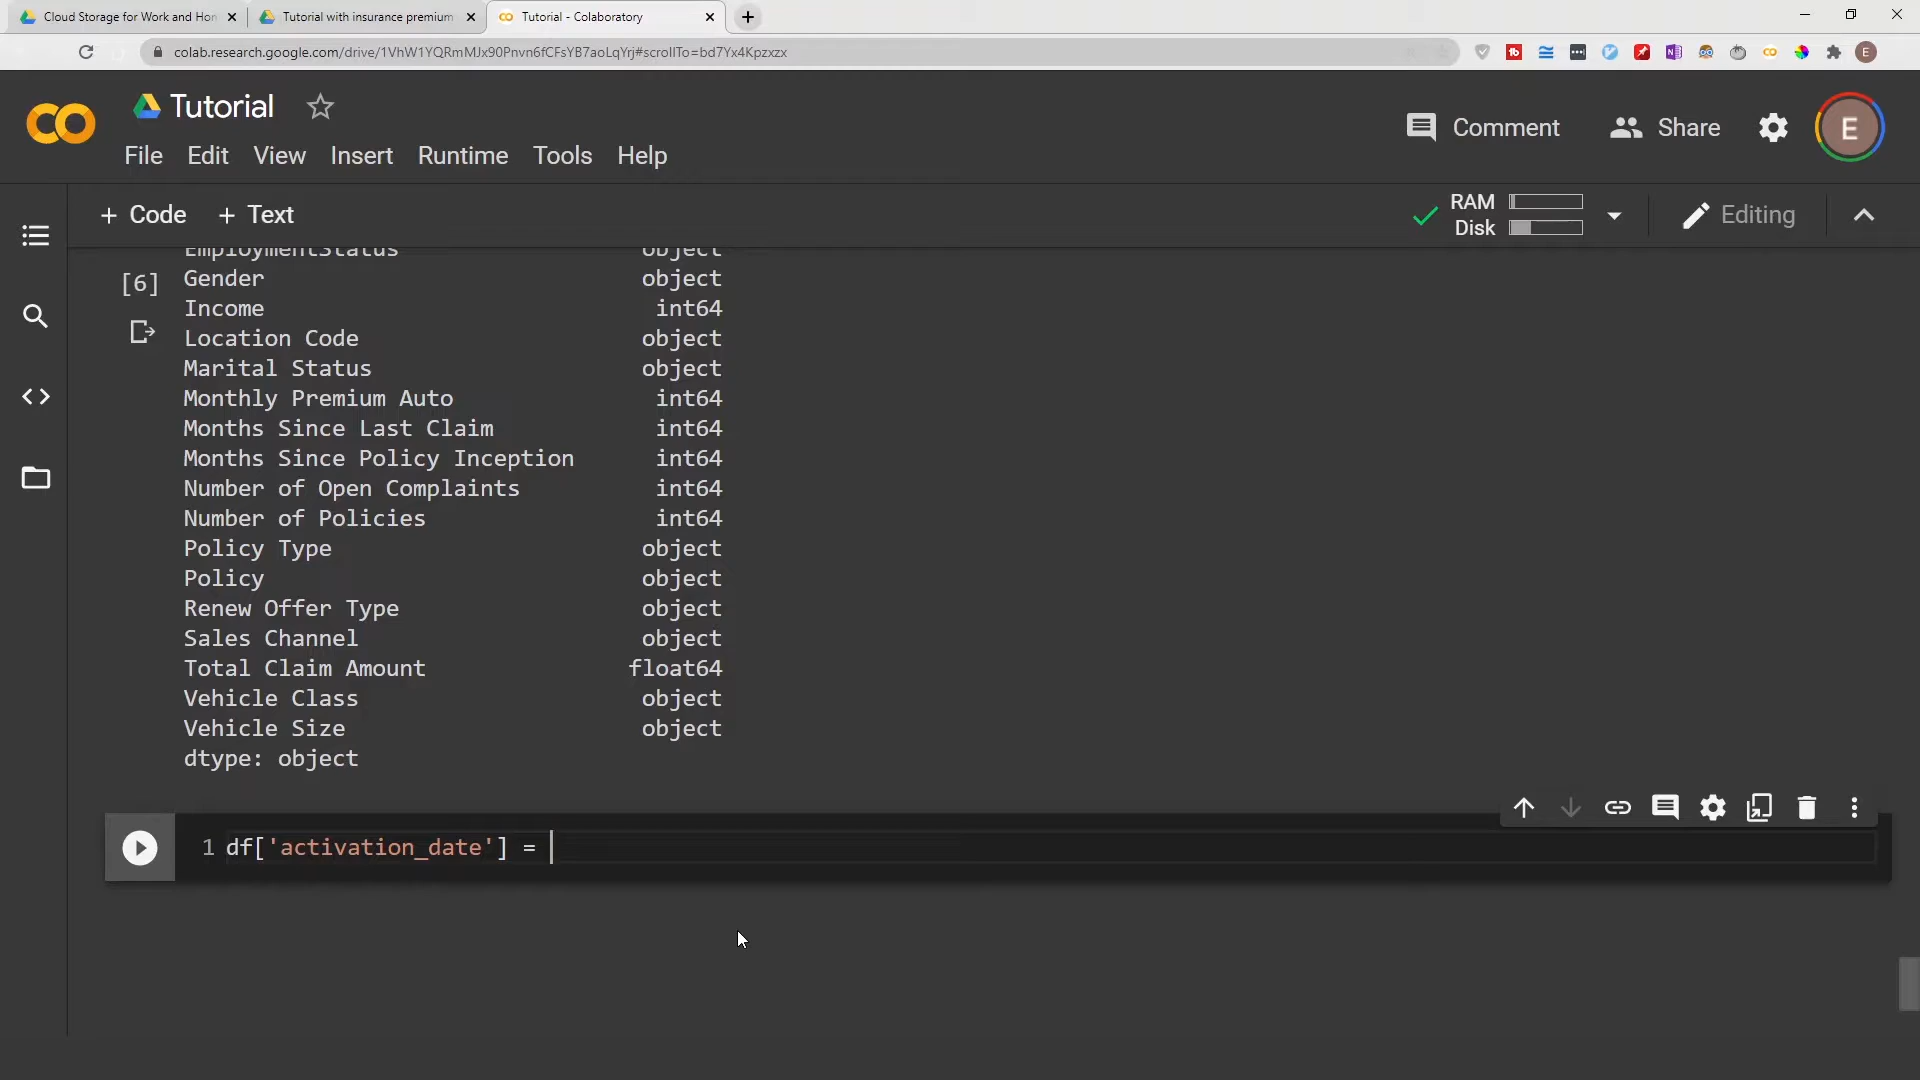 Cloud Storage for Work and Hor
Tutorial with insurance premium
Tutorial - Colaboratory
colab.research.google.com/drive/1VhW1YQRmMJx90Pnvn6fCFsYB7aoLqYrj#scrollTo=bd7Yx4Kpzxzx
Tutorial
Comment
Share
E
File Edit View Insert Runtime Tools Help
+ Code + Text
RAM
Disk
Editing
EmploymentStatus object
[6] Gender object
Income int64
Location Code object
Marital Status object
Monthly Premium Auto int64
Months Since Last Claim int64
Months Since Policy Inception int64
Number of Open Complaints int64
Number of Policies int64
Policy Type object
Policy object
Renew Offer Type object
Sales Channel object
Total Claim Amount float64
Vehicle Class object
Vehicle Size object
dtype: object
1 df['activation_date'] =